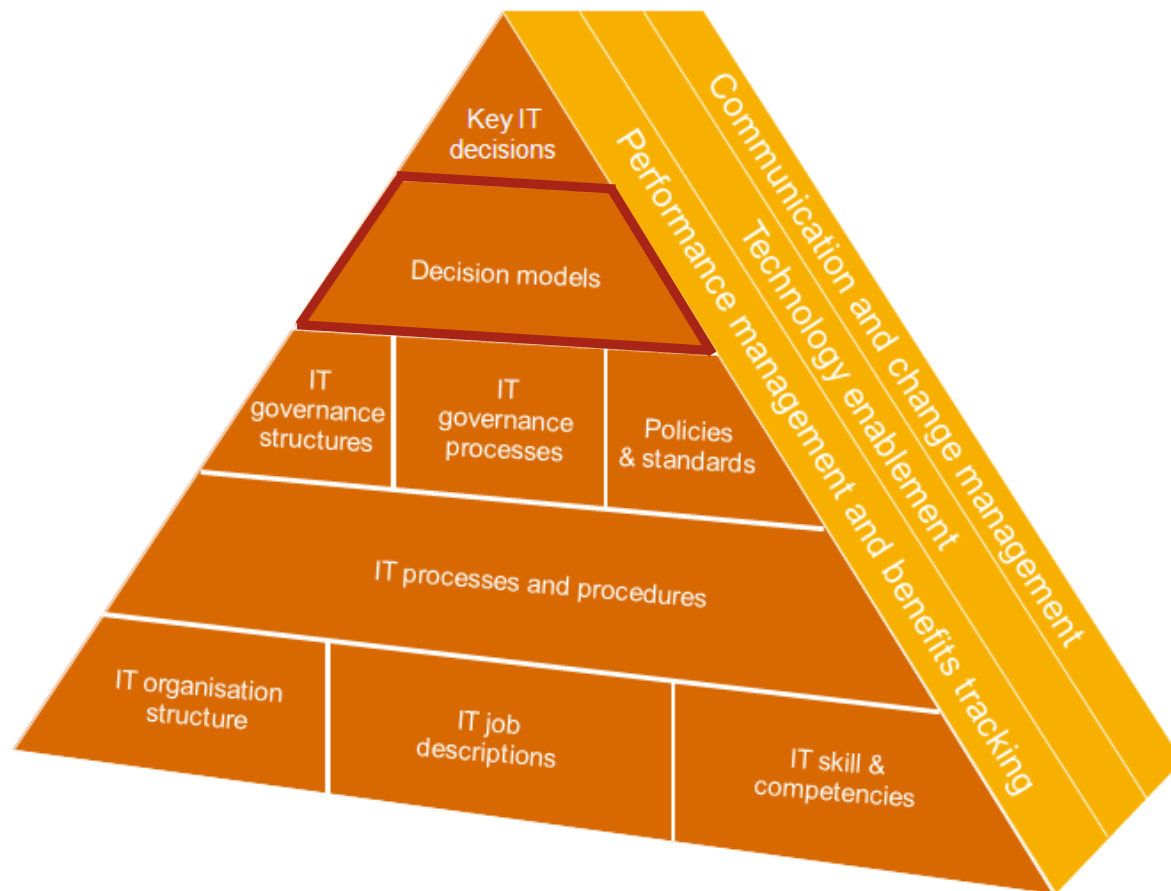 Key IT
decisions
Decision models
IT
governance
structures
IT
governance
processes
Policies
& standards
IT processes and procedures
IT organisation
structure
IT job
descriptions
IT skill &
competencies
Performance management and benefits tracking
Technology enablement
Communication and change management